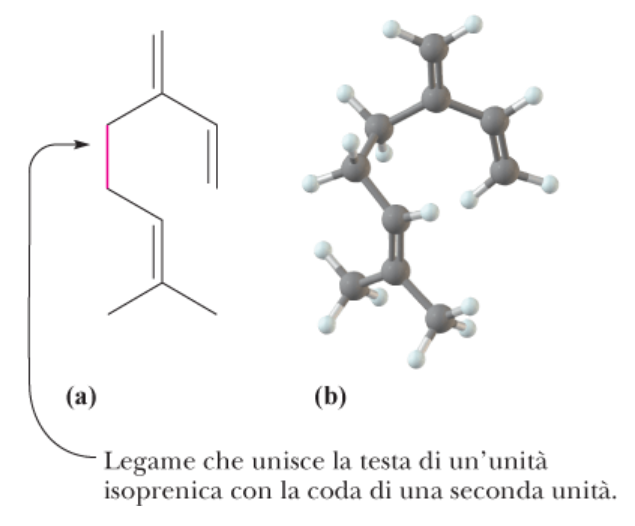 (a) (b)
Legame che unisce la testa di un’unità
isoprenica con la coda di una seconda unità.